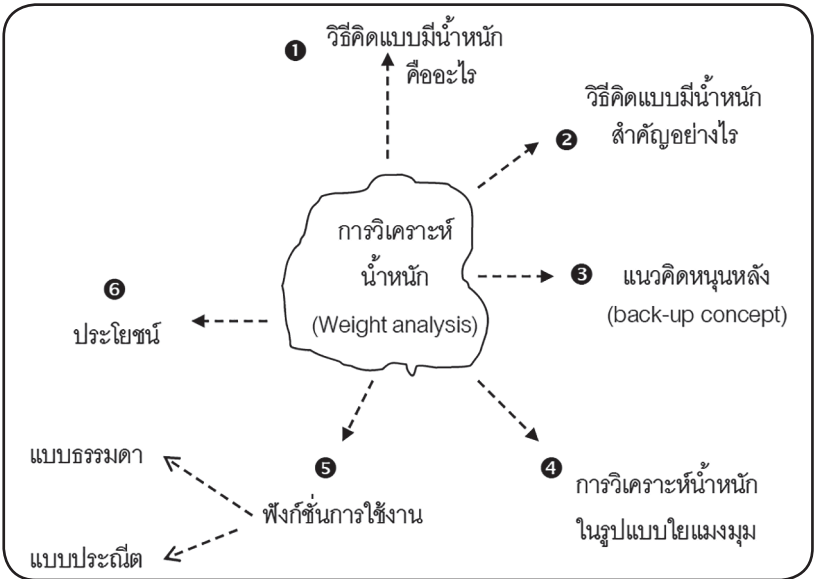 ❶ วิธีคิดแบบมีน้ำหนัก
คืออะไร
วิธีคิดแบบมีน้ำหนัก
❷ สำคัญอย่างไร
การวิเคราะห์
น้ำหนัก
(Weight analysis)
❸ แนวคิดหนุนหลัง
(back-up concept)
❹ การวิเคราะห์น้ำหนัก
ในรูปแบบใยแมงมุม
❺
ฟังก์ชั่นการใช้งาน
แบบธรรมดา
แบบประณีต
❻
ประโยชน์